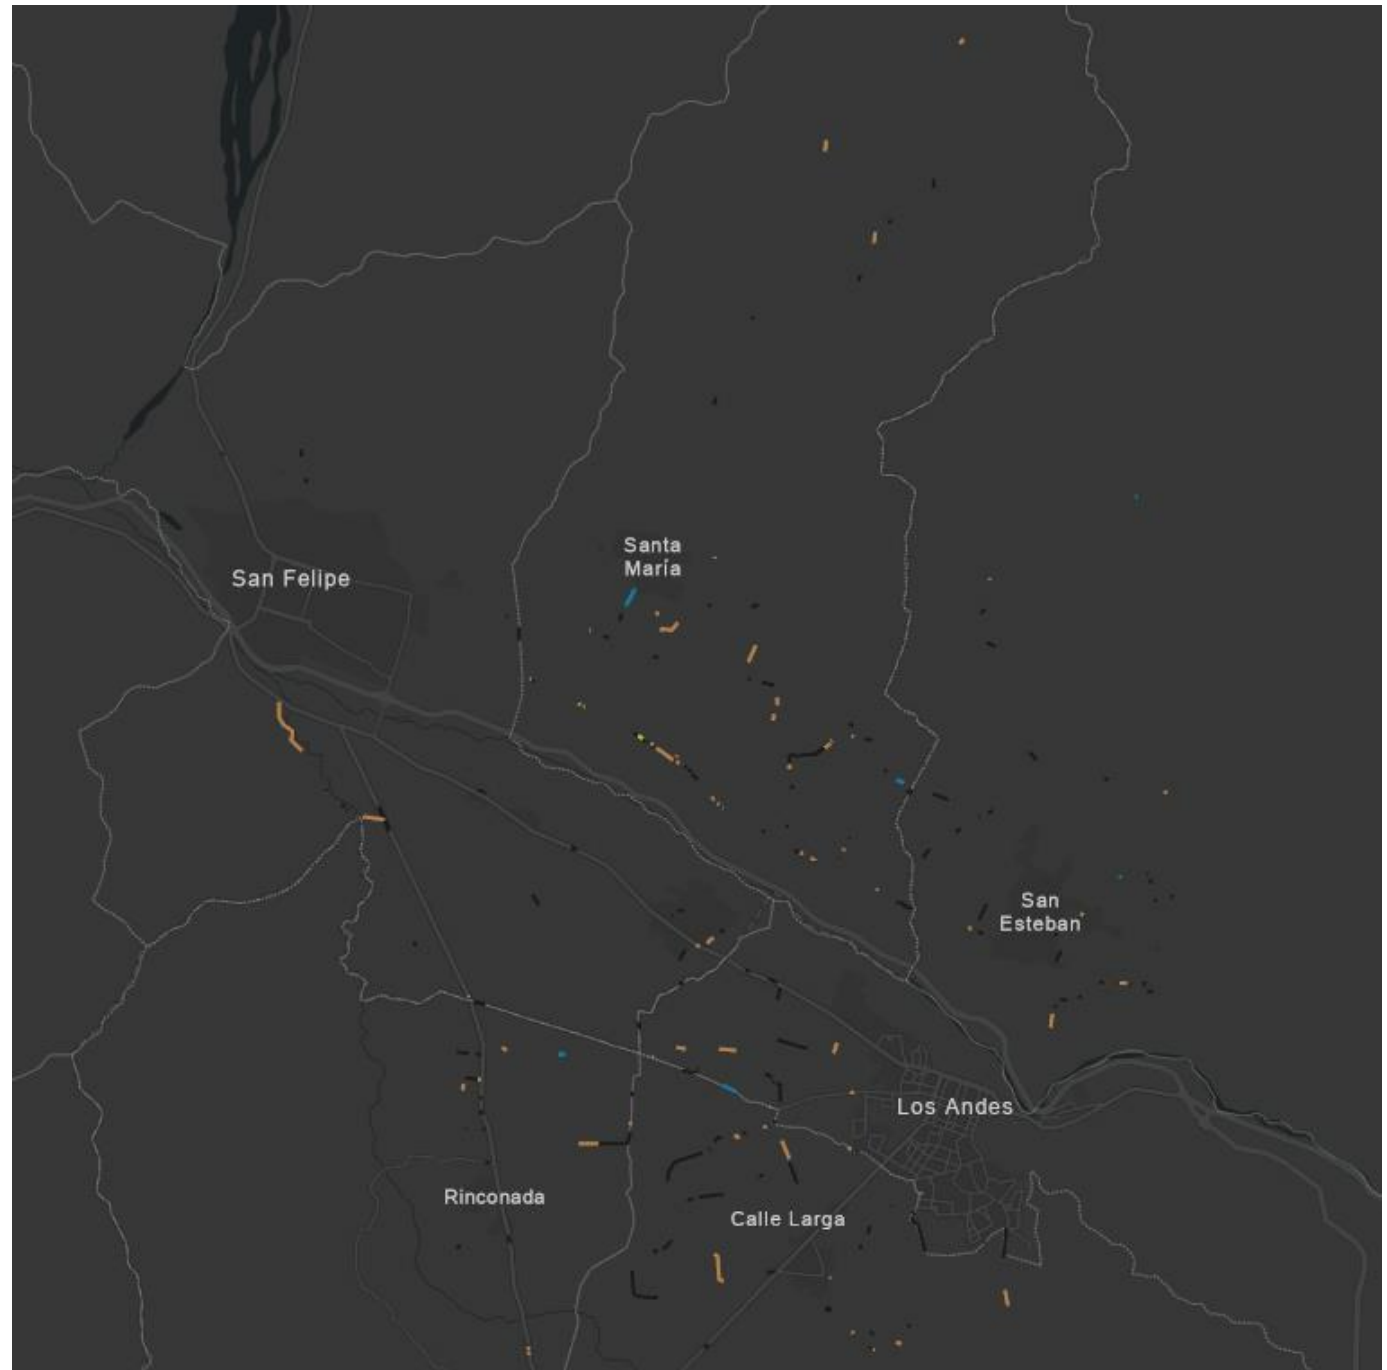 Santa
María
San Felipe
San
Esteban
Los Andes
Rinconada
Calle Larga